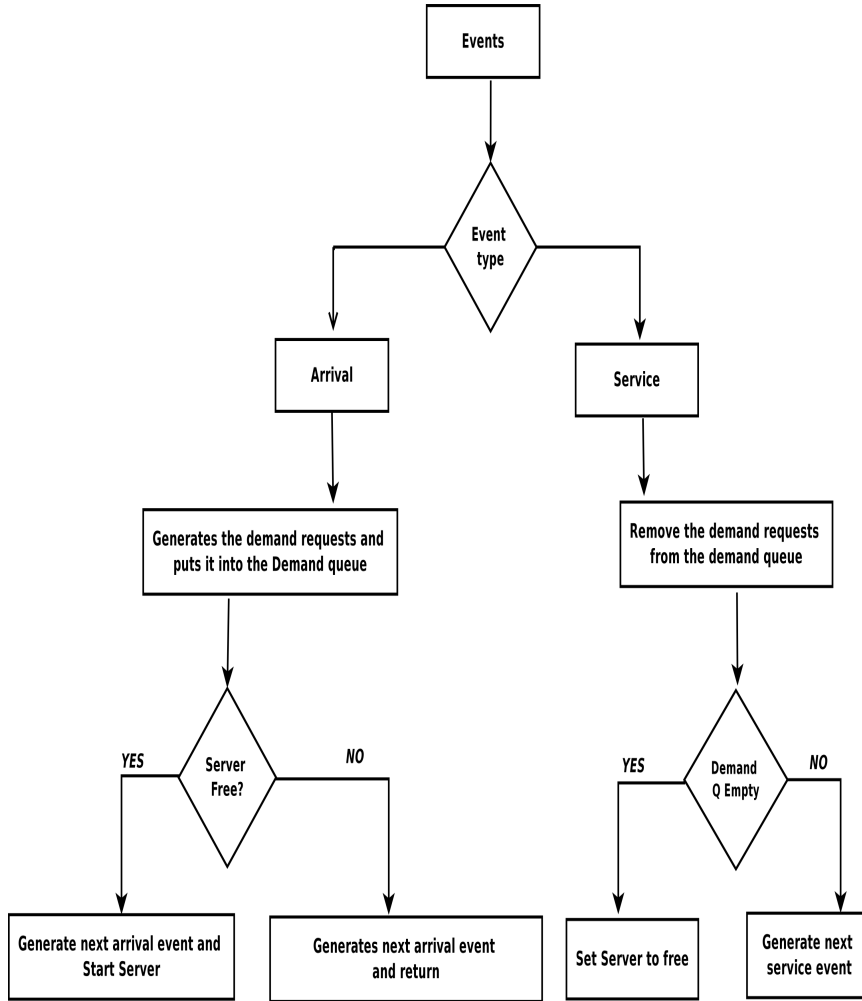 Events
Event
type
Arrival
Service
Generates the demand requests and
puts it into the Demand queue
Remove the demand requests
from the demand queue
YES
Server
Free?
NO
YES
Demand
Q Empty
NO
Generate next arrival event and
Start Server
Generates next arrival event
and return
Set Server to free
Generate next
service event